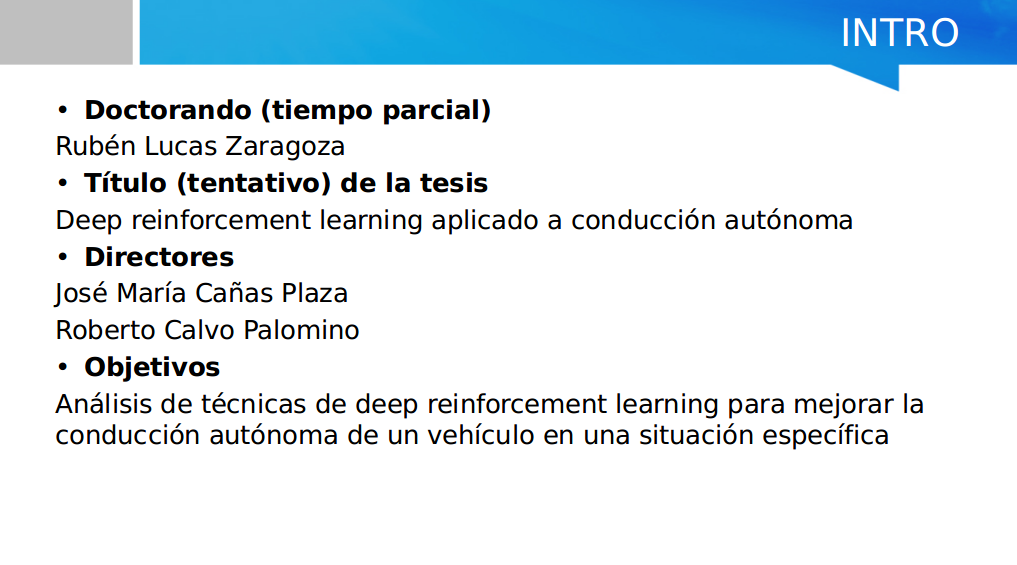 INTRO
• Doctorando (tiempo parcial)
Rubén Lucas Zaragoza
• Título (tentativo) de la tesis
Deep reinforcement learning aplicado a conducción autónoma
• Directores
José María Cañas Plaza
Roberto Calvo Palomino
• Objetivos
Análisis de técnicas de deep reinforcement learning para mejorar la
conducción autónoma de un vehículo en una situación específica